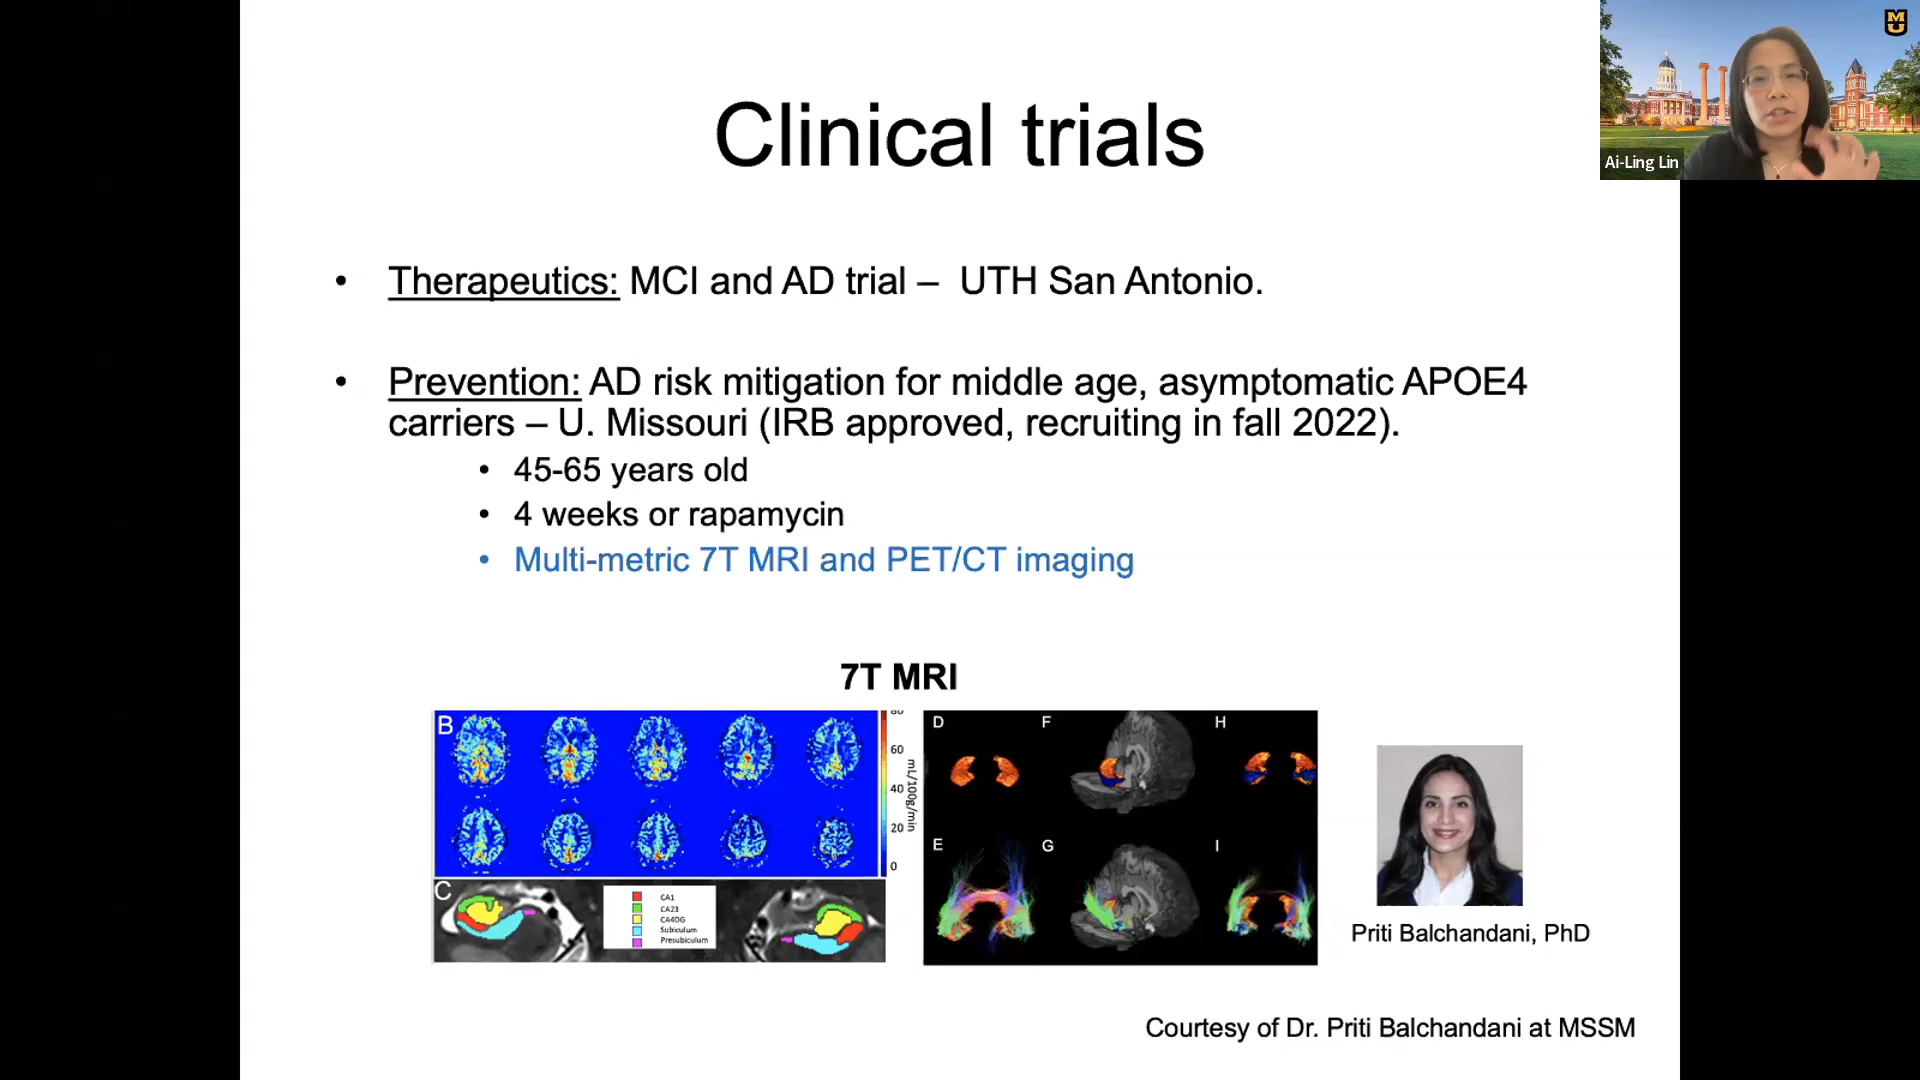 MU
Ai-Ling Lin
Clinical trials
• Therapeutics: MCI and AD trial – UTH San Antonio.
• Prevention: AD risk mitigation for middle age, asymptomatic APOE4
carriers – U. Missouri (IRB approved, recruiting in fall 2022).
• 45-65 years old
• 4 weeks or rapamycin
• Multi-metric 7T MRI and PET/CT imaging
7T MRI
B
80
60
40
20
0
mL/100g/min
C
CA1
CA23
CA4DG
Subiculum
Presubiculum
D
F
H
E
G
I
Priti Balchandani, PhD
Courtesy of Dr. Priti Balchandani at MSSM